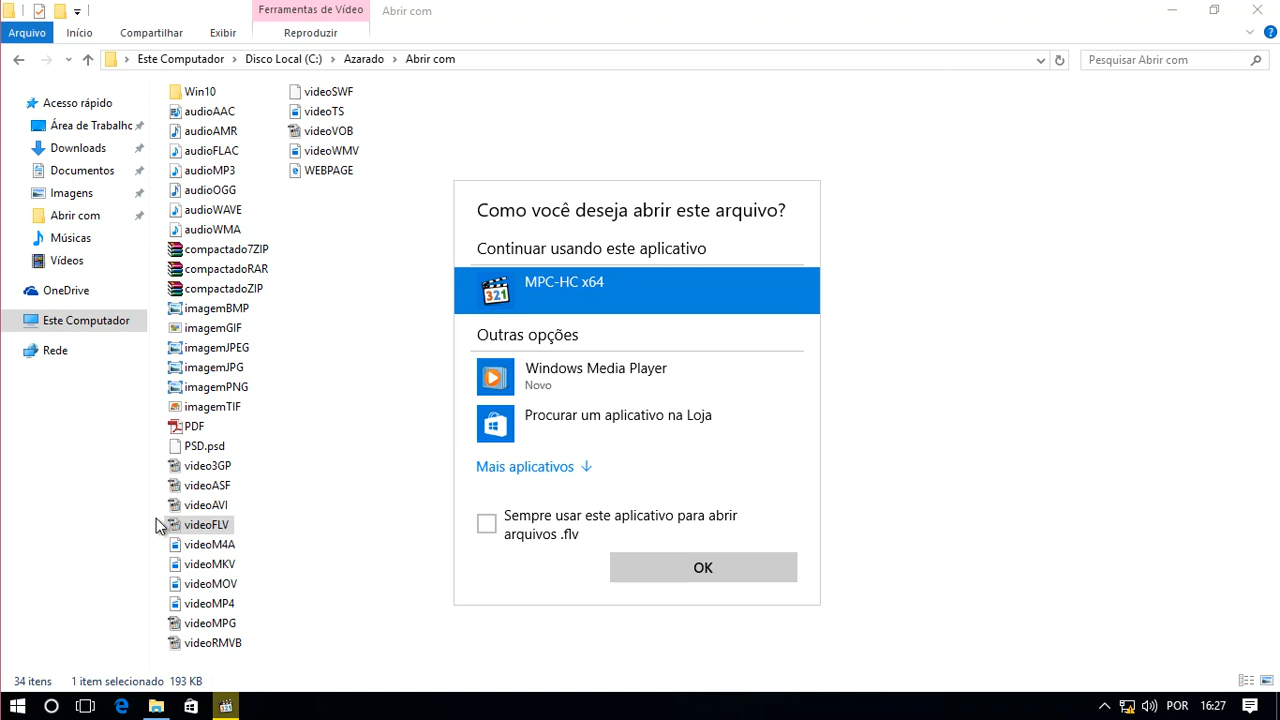 Ferramentas de Vídeo
Abrir com
Arquivo
Início
Compartilhar
Exibir
Reproduzir
Este Computador
Disco Local (C:)
Azarado
Abrir com
Pesquisar Abrir com
Acesso rápido
Área de Trabalho
Downloads
Documentos
Imagens
Abrir com
Músicas
Vídeos
OneDrive
Este Computador
Rede
Win10
audioAAC
audioAMR
audioFLAC
audioMP3
audioOGG
audioWAVE
audioWMA
compactado7ZIP
compactadoRAR
compactadoZIP
imagemBMP
imagemGIF
imagemJPEG
imagemJPG
imagemPNG
imagemTIF
PDF
PSD.psd
video3GP
videoASF
videoAVI
videoFLV
videoM4A
videoMKV
videoMOV
videoMP4
videoMPG
videoRMVB
videoSWF
videoTS
videoVOB
videoWMV
WEBPAGE
Como você deseja abrir este arquivo?
Continuar usando este aplicativo
321
MPC-HC x64
Outras opções
Windows Media Player
Novo
Procurar um aplicativo na Loja
Mais aplicativos
Sempre usar este aplicativo para abrir
arquivos .flv
OK
34 itens
1 item selecionado
193 KB
POR
16:27